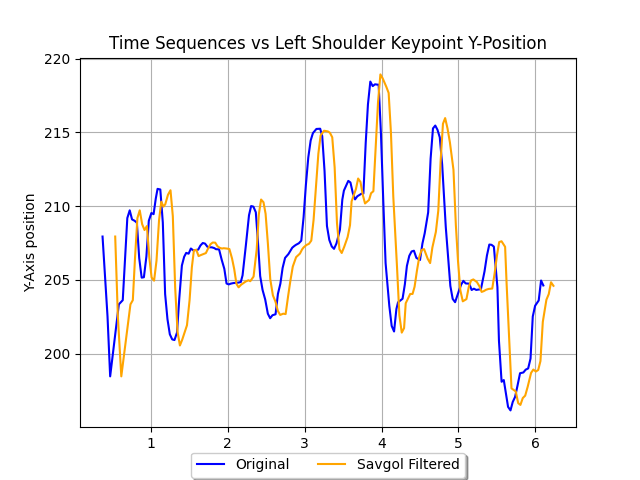 Time Sequences vs Left Shoulder Keypoint Y-Position
220
215
210
205
200
Y-Axis position
1 2 3 4 5 6
Original Savgol Filtered